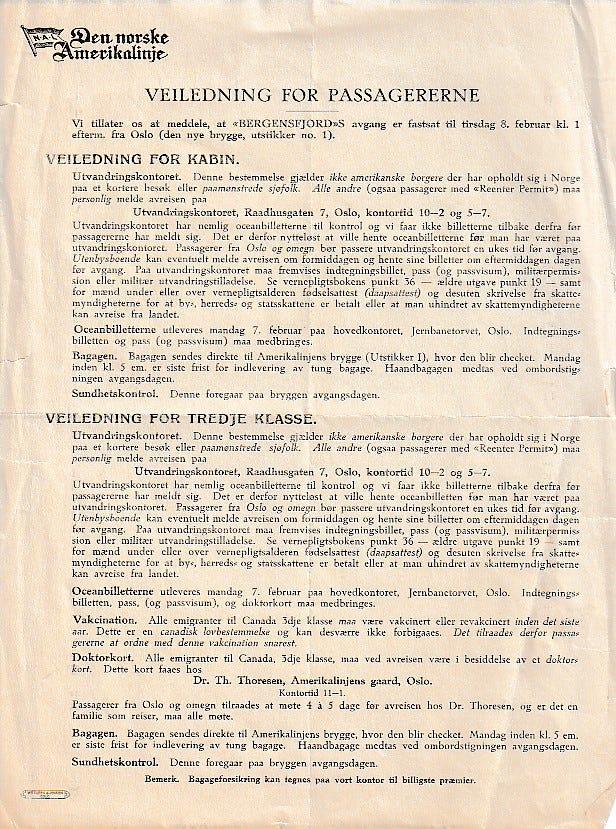 N·A·L
Den norske
Amerikalinje
VEILEDNING FOR PASSAGERERNE
Vi tillater os at meddele, at «BERGENSFJORD»S avgang er fastsat til tirsdag 8. februar kl. 1
efterm. fra Oslo (den nye brygge, utstikker no. 1).
VEILEDNING FOR KABIN.
Utvandringskontoret. Denne bestemmelse gjælder ikke amerikanske borgere der har opholdt sig i Norge
paa et kortere besøk eller paamønstrede sjøfolk. Alle andre (ogsaa passagerer med «Reenter Permit») maa
personlig melde avreisen paa
Utvandringskontoret, Raadhusgaten 7, Oslo, kontortid 10—2 og 5—7.
Utvandringskontoret har nemlig oceanbilletterne til kontrol og vi faar ikke billetterne tilbake derfra før
passagererne har meldt sig. Det er derfor nytteløst at ville hente oceanbilletterne før man har været paa
utvandringskontoret. Passagerer fra Oslo og omegn bør passere utvandringskontoret en ukes tid før avgang.
Utenbysboende kan eventuelt melde avreisen om formiddagen og hente sine billetter om eftermiddagen dagen
før avgang. Paa utvandringskontoret maa fremvises indtegningsbillet, pass (og passvisum), militærpermis-
sion eller militær utvandringstilladelse. Se vernepligtsbokens punkt 36 — ældre utgave punkt 19 — samt
for mænd under eller over vernepligtsalderen fødselsattest (daapsattest) og desuten skrivelse fra skatte-
myndigheterne for at by-, herreds- og statsskattene er betalt eller at man uhindret av skattemyndigheterne
kan avreise fra landet.
Oceanbilletterne utleveres mandag 7. februar paa hovedkontoret, Jernbanetorvet, Oslo. Indtegnings-
billetten og pass (og passvisum) maa medbringes.
Bagagen. Bagagen sendes direkte til Amerikalinjens brygge (Utstikker I), hvor den blir checket. Mandag
inden kl. 5 em. er siste frist for indlevering av tung bagage. Haandbagagen medtas ved ombordstig-
ningen avgangsdagen.
Sundhetskontrol. Denne foregaar paa bryggen avgangsdagen.
VEILEDNING FOR TREDJE KLASSE.
Utvandringskontoret. Denne bestemmelse gjælder ikke amerikanske borgere der har opholdt sig i Norge
paa et kortere besøk eller paamønstrede sjøfolk. Alle andre (ogsaa passagerer med «Reenter Permit») maa
personlig melde avreisen paa
Utvandringskontoret, Raadhusgaten 7, Oslo, kontortid 10—2 og 5—7.
Utvandringskontoret har nemlig oceanbilletterne til kontrol og vi faar ikke billetterne tilbake derfra før
passagererne har meldt sig. Det er derfor nytteløst at ville hente oceanbilletten før man har været paa
utvandringskontoret. Passagerer fra Oslo og omegn bør passere utvandringskontoret en ukes tid før avgang.
Utenbysboende kan eventuelt melde avreisen om formiddagen og hente sine billetter om eftermiddagen dagen
før avgang. Paa utvandringskontoret maa fremvises indtegningsbillet, pass (og passvisum), militærpermis-
sion eller militær utvandringstilladelse. Se vernepligtsbokens punkt 36 — ældre utgave punkt 19 — samt
for mænd under eller over vernepligtsalderen fødselsattest (daapsattest) og desuten skrivelse fra skatte-
myndigheterne for at by-, herreds- og statsskattene er betalt eller at man uhindret av skattemyndigheterne
kan avreise fra landet.
Oceanbilletterne utleveres mandag 7. februar paa hovedkontoret, Jernbanetorvet, Oslo. Indtegnings-
billetten, pass, (og passvisum), og doktorkort maa medbringes.
Vakcination. Alle emigranter til Canada 3dje klasse maa være vakcinert eller revakcinert inden det siste
aar. Dette er en canadisk lovbestemmelse og kan desværre ikke forbigaaes. Det tilraades derfor passa-
gererne at ordne med denne vakcination snarest.
Doktorkort. Alle emigranter til Canada, 3dje klasse, maa ved avreisen være i besiddelse av et doktor-
kort. Dette kort faaes hos
Dr. Th. Thoresen, Amerikalinjens gaard, Oslo.
Kontortid 11—1.
Passagerer fra Oslo og omegn tilraades at møte 4 à 5 dage før avreisen hos Dr. Thoresen, og er det en
familie som reiser, maa alle møte.
Bagagen. Bagagen sendes direkte til Amerikalinjens brygge, hvor den blir checket. Mandag inden kl. 5 em.
er siste frist for indlevering av tung bagage. Haandbagage medtas ved ombordstigningen avgangsdagen.
Sundhetskontrol. Denne foregaar paa bryggen avgangsdagen.
Bemerk. Bagageforsikring kan tegnes paa vort kontor til billigste præmier.